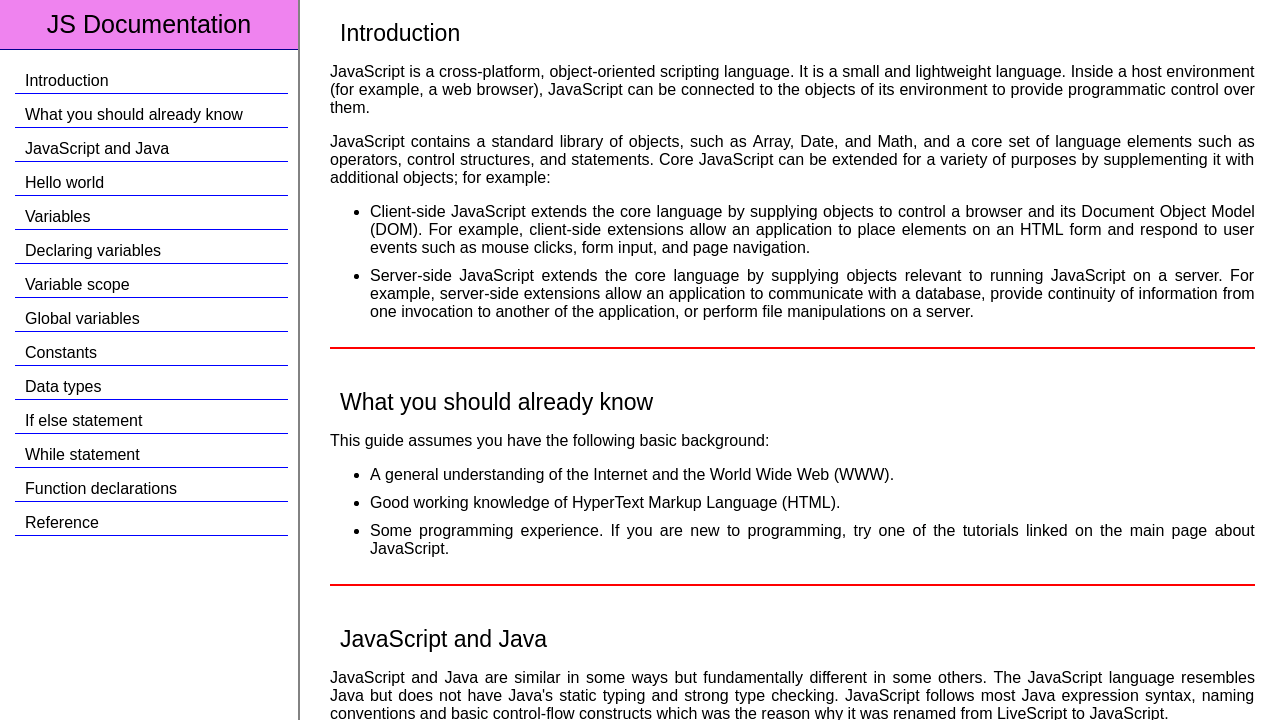 JS Documentation
Introduction
What you should already know
JavaScript and Java
Hello world
Variables
Declaring variables
Variable scope
Global variables
Constants
Data types
If else statement
While statement
Function declarations
Reference
Introduction
JavaScript is a cross-platform, object-oriented scripting language. It is a small and lightweight language. Inside a host environment
(for example, a web browser), JavaScript can be connected to the objects of its environment to provide programmatic control over
them.
JavaScript contains a standard library of objects, such as Array, Date, and Math, and a core set of language elements such as
operators, control structures, and statements. Core JavaScript can be extended for a variety of purposes by supplementing it with
additional objects; for example:
• Client-side JavaScript extends the core language by supplying objects to control a browser and its Document Object Model
(DOM). For example, client-side extensions allow an application to place elements on an HTML form and respond to user
events such as mouse clicks, form input, and page navigation.
• Server-side JavaScript extends the core language by supplying objects relevant to running JavaScript on a server. For
example, server-side extensions allow an application to communicate with a database, provide continuity of information from
one invocation to another of the application, or perform file manipulations on a server.
What you should already know
This guide assumes you have the following basic background:
• A general understanding of the Internet and the World Wide Web (WWW).
• Good working knowledge of HyperText Markup Language (HTML).
• Some programming experience. If you are new to programming, try one of the tutorials linked on the main page about
JavaScript.
JavaScript and Java
JavaScript and Java are similar in some ways but fundamentally different in some others. The JavaScript language resembles
Java but does not have Java's static typing and strong type checking. JavaScript follows most Java expression syntax, naming
conventions and basic control-flow constructs which was the reason why it was renamed from LiveScript to JavaScript.